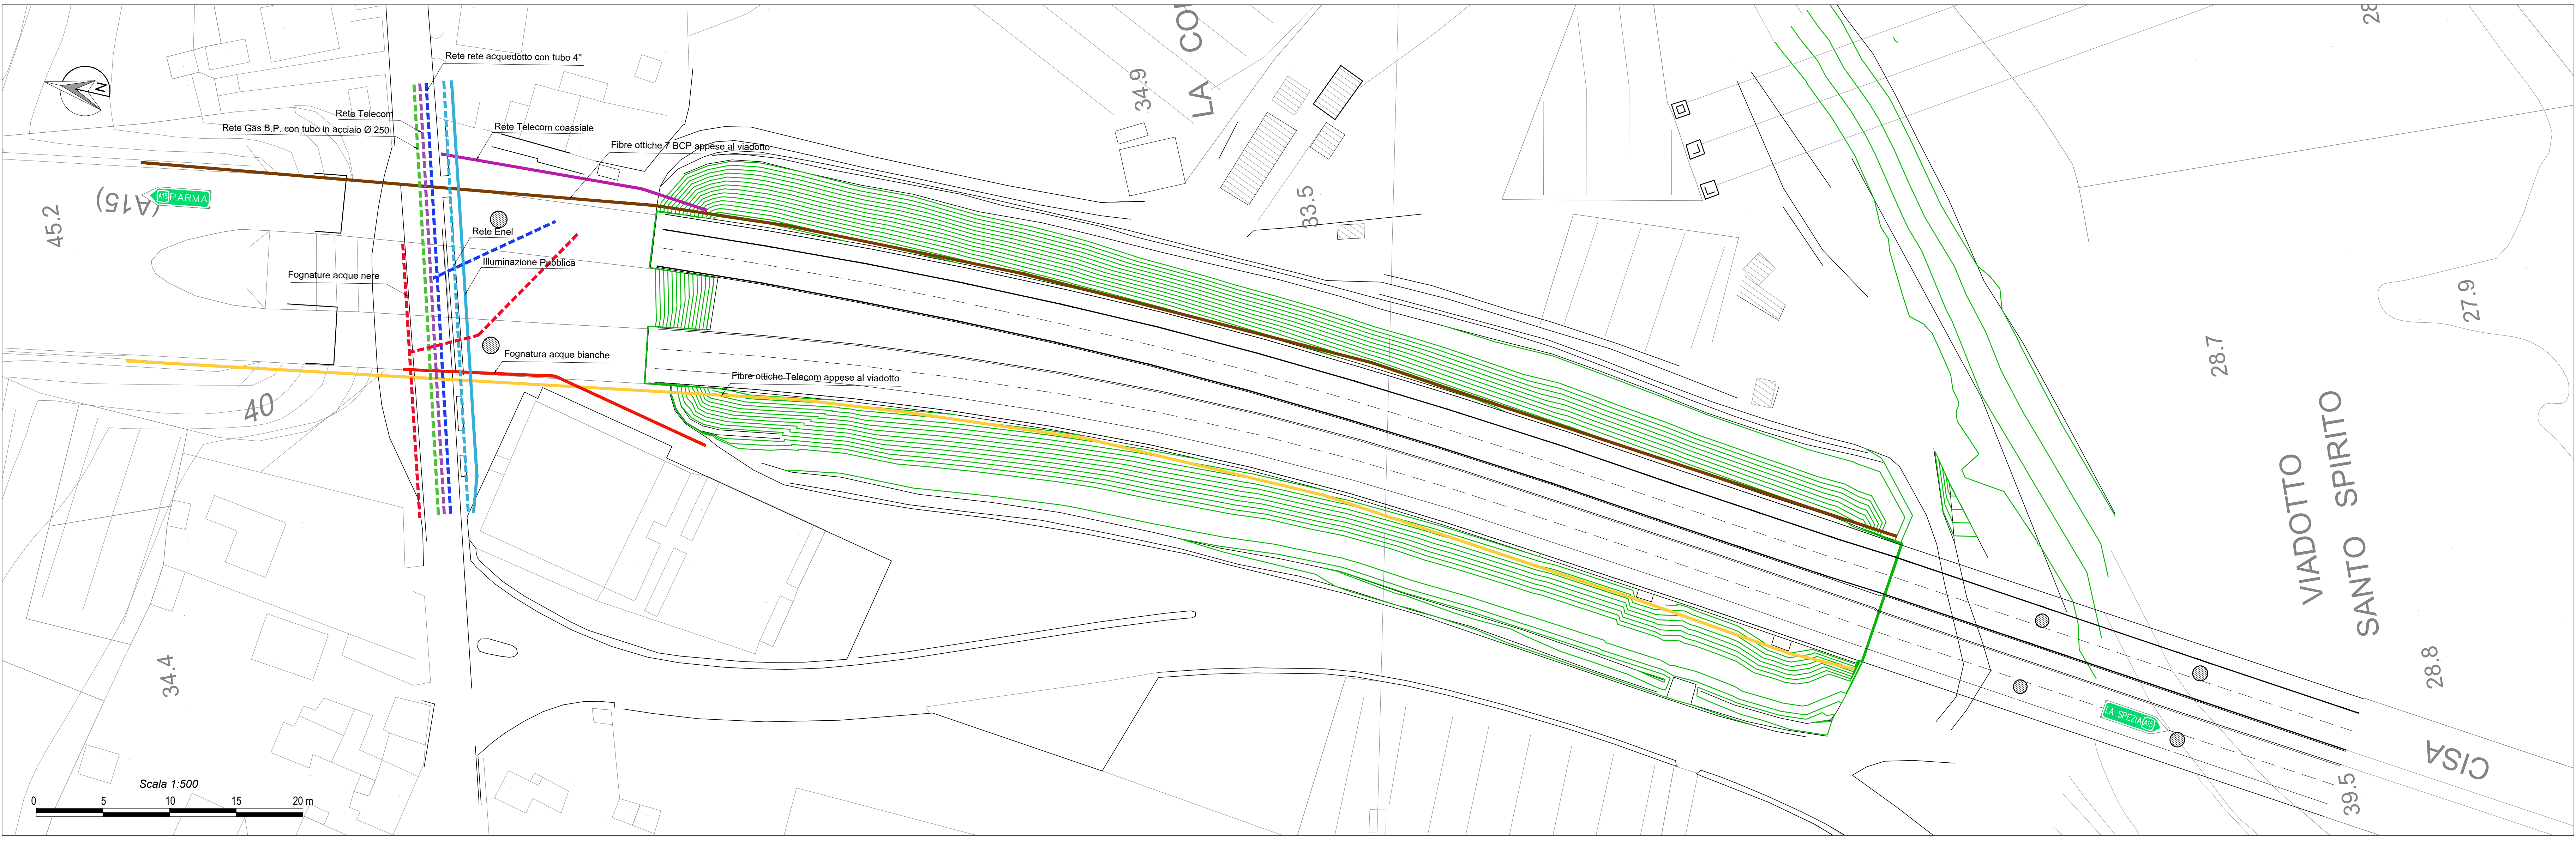 Rete rete acquedotto con tubo 4"
Rete Telecom
Rete Gas B.P. con tubo in acciaio Ø 250
Rete Telecom coassiale
Fibre ottiche 7 BCP appese al viadotto
N
A15 PARMA
(A15)
45.2
Rete Enel
Illuminazione Pubblica
Fognature acque nere
Fognatura acque bianche
Fibre ottiche Telecom appese al viadotto
40
34.4
34.9
LA
33.5
28.7
27.9
VIADOTTO
SANTO SPIRITO
28.8
LA SPEZIA A15
CISA
39.5
Scala 1:500
0 5 10 15 20 m